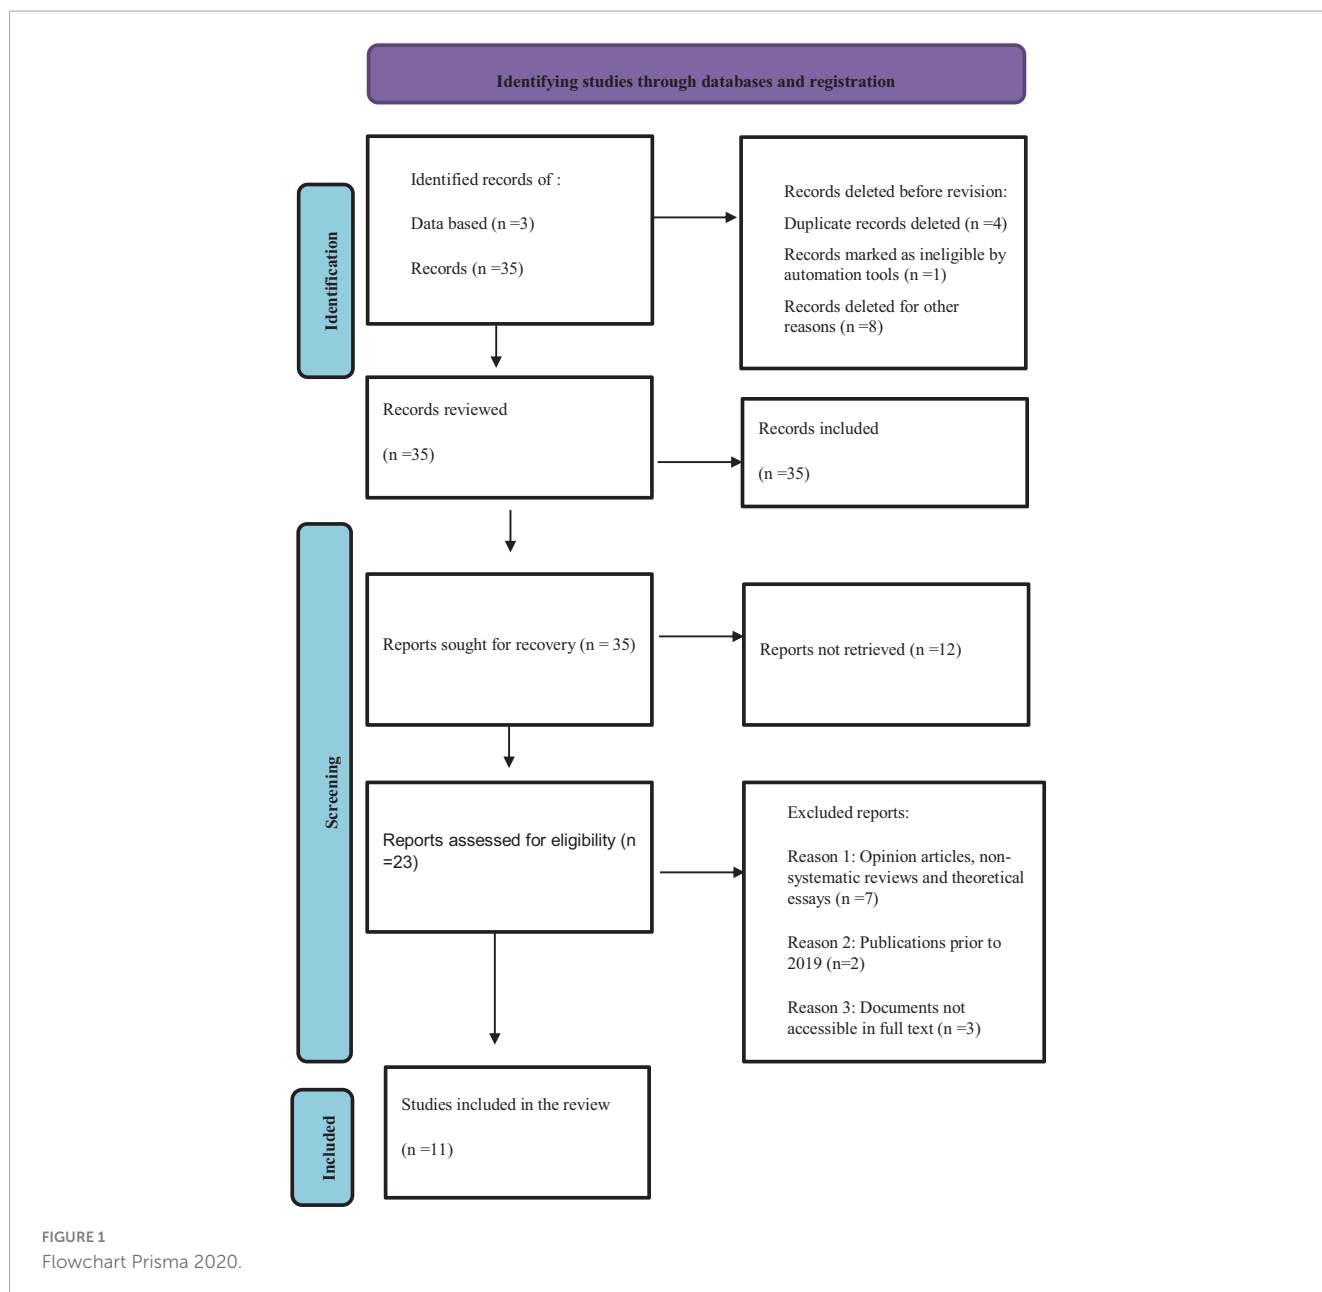 Identifying studies through databases and registration
Identification
Identified records of :
Data based (n =3)
Records (n =35)
Records deleted before revision:
Duplicate records deleted (n =4)
Records marked as ineligible by
automation tools (n =1)
Records deleted for other
reasons (n =8)
Records reviewed
(n =35)
Records included
(n =35)
Screening
Reports sought for recovery (n = 35)
Reports not retrieved (n =12)
Reports assessed for eligibility (n
=23)
Excluded reports:
Reason 1: Opinion articles, non-
systematic reviews and theoretical
essays (n =7)
Reason 2: Publications prior to
2019 (n=2)
Reason 3: Documents not
accessible in full text (n =3)
Included
Studies included in the review
(n =11)
FIGURE 1
Flowchart Prisma 2020.